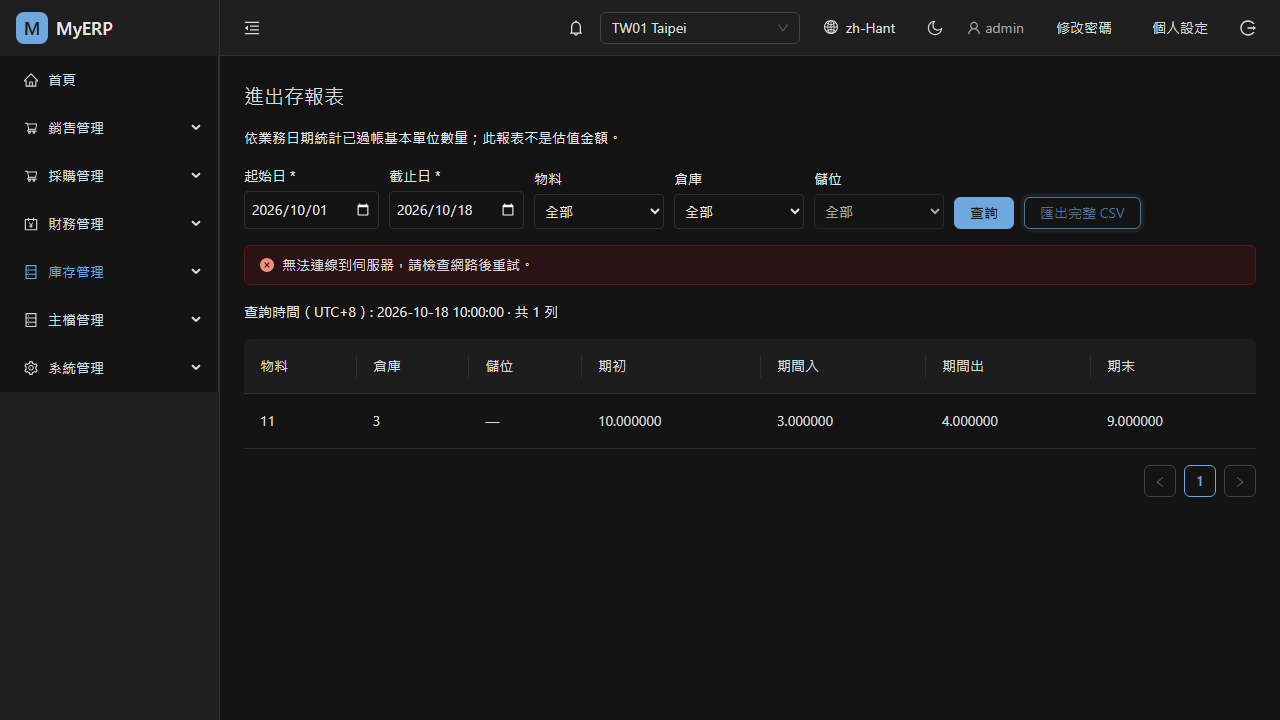 M MyERP
TW01 Taipei
zh-Hant
admin
修改密碼
個人設定
首頁
銷售管理
採購管理
財務管理
庫存管理
主檔管理
系統管理
進出存報表
依業務日期統計已過帳基本單位數量；此報表不是估值金額。
起始日 * 截止日 * 物料 倉庫 儲位
2026/10/01 2026/10/18 全部 全部 全部 查詢 匯出完整 CSV
無法連線到伺服器，請檢查網路後重試。
查詢時間（UTC+8）: 2026-10-18 10:00:00 · 共 1 列
物料 倉庫 儲位 期初 期間入 期間出 期末
11 3 — 10.000000 3.000000 4.000000 9.000000
< 1 >